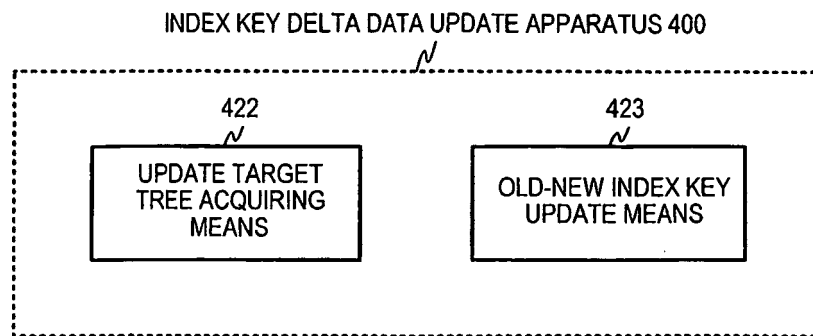 INDEX KEY DELTA DATA UPDATE APPARATUS 400
422
423
UPDATE TARGET
TREE ACQUIRING
MEANS
OLD-NEW INDEX KEY
UPDATE MEANS